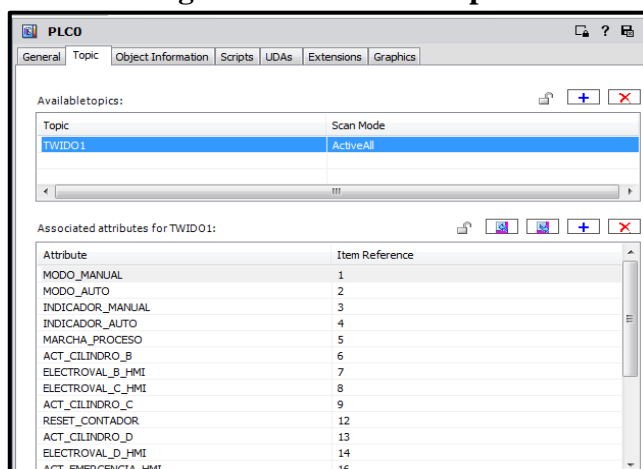 PLC0 ?
General Topic Object Information Scripts UDAs Extensions Graphics
Availabletopics:
Topic Scan Mode
TWIDO1 ActiveAll
Associated attributes for TWIDO1:
Attribute Item Reference
MODO_MANUAL 1
MODO_AUTO 2
INDICADOR_MANUAL 3
INDICADOR_AUTO 4
MARCHA_PROCESO 5
ACT_CILINDRO_B 6
ELECTROVAL_B_HMI 7
ELECTROVAL_C_HMI 8
ACT_CILINDRO_C 9
RESET_CONTADOR 12
ACT_CILINDRO_D 13
ELECTROVAL_D_HMI 14
ACT_EMERGENCIA_HMI 16